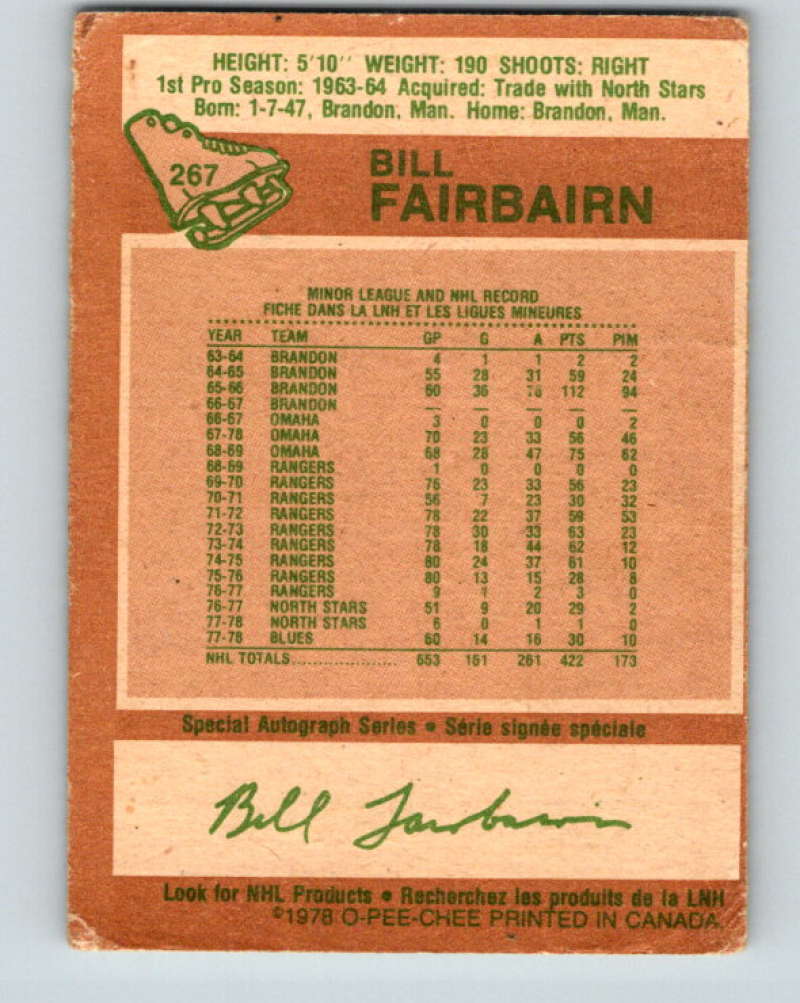 HEIGHT: 5'10'' WEIGHT: 190 SHOOTS: RIGHT
1st Pro Season: 1963-64 Acquired: Trade with North Stars
Born: 1-7-47, Brandon, Man. Home: Brandon, Man.
267
BILL
FAIRBAIRN
MINOR LEAGUE AND NHL RECORD
FICHE DANS LA LNH ET LES LIGUES MINEURES
YEAR TEAM GP G A PTS PIM
63-64 BRANDON 4 1 1 2 2
64-65 BRANDON 55 28 31 59 24
65-66 BRANDON 60 36 112 94
66-67 BRANDON — — — — —
66-67 OMAHA 3 0 0 0 2
67-78 OMAHA 70 23 33 56 46
68-69 OMAHA 68 28 47 75 62
68-69 RANGERS 1 0 0 0 0
69-70 RANGERS 76 23 33 56 23
70-71 RANGERS 56 7 23 30 32
71-72 RANGERS 78 22 37 59 53
72-73 RANGERS 78 30 33 63 23
73-74 RANGERS 78 18 44 62 12
74-75 RANGERS 80 24 37 61 10
75-76 RANGERS 80 13 15 28 8
76-77 RANGERS 9 1 2 3 0
76-77 NORTH STARS 51 9 20 29 2
77-78 NORTH STARS 6 0 1 1 0
77-78 BLUES 60 14 16 30 10
NHL TOTALS.................... 653 161 261 422 173
Special Autograph Series • Série signée spéciale
Bill Fairbairn
Look for NHL Products • Recherchez les produits de la LNH
©1978 O-PEE-CHEE PRINTED IN CANADA.